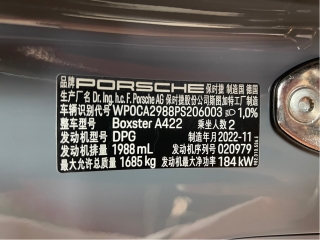 品牌 PORSCHE 保时捷 制造国 德国
生产厂名 Dr. Ing. h.c. F. Porsche AG 保时捷股份公司斯图加特工厂制造
车辆识别代号 WP0CA2988PS206003 1,0%
整车型号 Boxster A422 乘坐人数 2
发动机型号 DPG 制造年月 2022-11
发动机排量 1988 mL 发动机序列号 020979
最大允许总质量 1685 kg 发动机最大净功率 184 kW